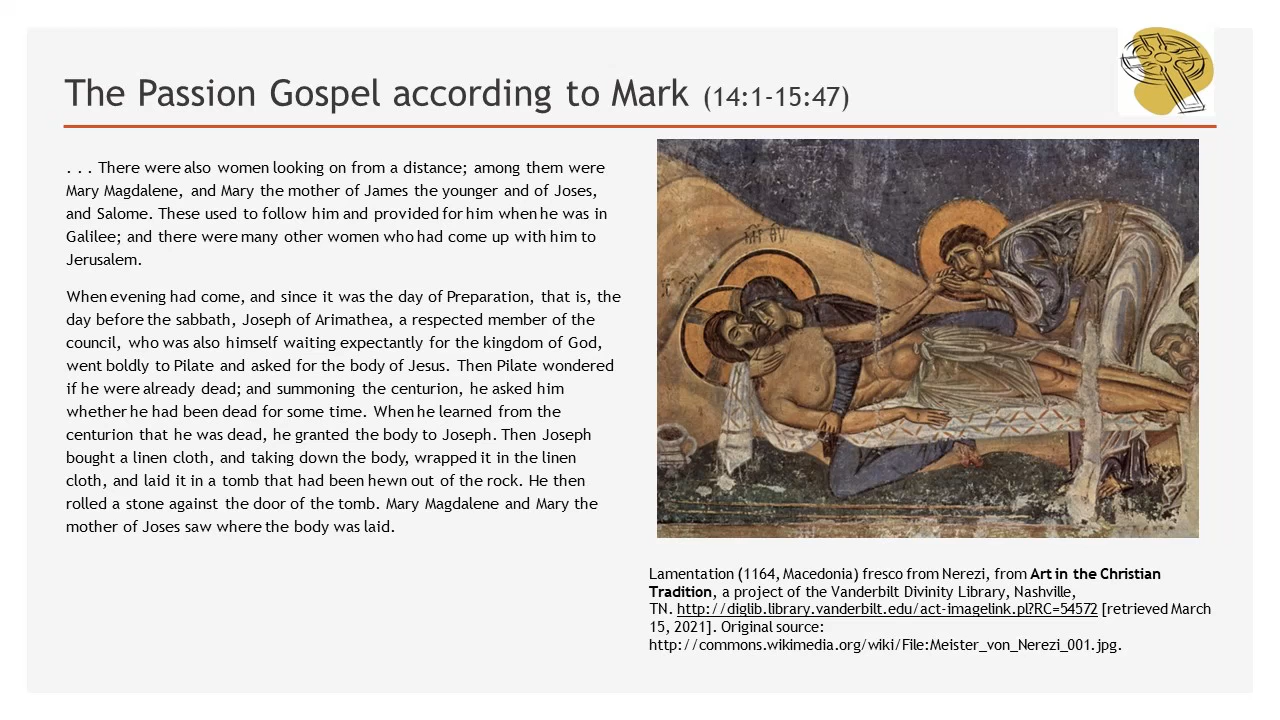 The Passion Gospel according to Mark (14:1-15:47)
. . . There were also women looking on from a distance; among them were
Mary Magdalene, and Mary the mother of James the younger and of Joses,
and Salome. These used to follow him and provided for him when he was in
Galilee; and there were many other women who had come up with him to
Jerusalem.
When evening had come, and since it was the day of Preparation, that is, the
day before the sabbath, Joseph of Arimathea, a respected member of the
council, who was also himself waiting expectantly for the kingdom of God,
went boldly to Pilate and asked for the body of Jesus. Then Pilate wondered
if he were already dead; and summoning the centurion, he asked him
whether he had been dead for some time. When he learned from the
centurion that he was dead, he granted the body to Joseph. Then Joseph
bought a linen cloth, and taking down the body, wrapped it in the linen
cloth, and laid it in a tomb that had been hewn out of the rock. He then
rolled a stone against the door of the tomb. Mary Magdalene and Mary the
mother of Joses saw where the body was laid.
ΜΡ ΘΥ
Lamentation (1164, Macedonia) fresco from Nerezi, from Art in the Christian
Tradition, a project of the Vanderbilt Divinity Library, Nashville,
TN. http://diglib.library.vanderbilt.edu/act-imagelink.pl?RC=54572 [retrieved March
15, 2021]. Original source:
http://commons.wikimedia.org/wiki/File:Meister_von_Nerezi_001.jpg.